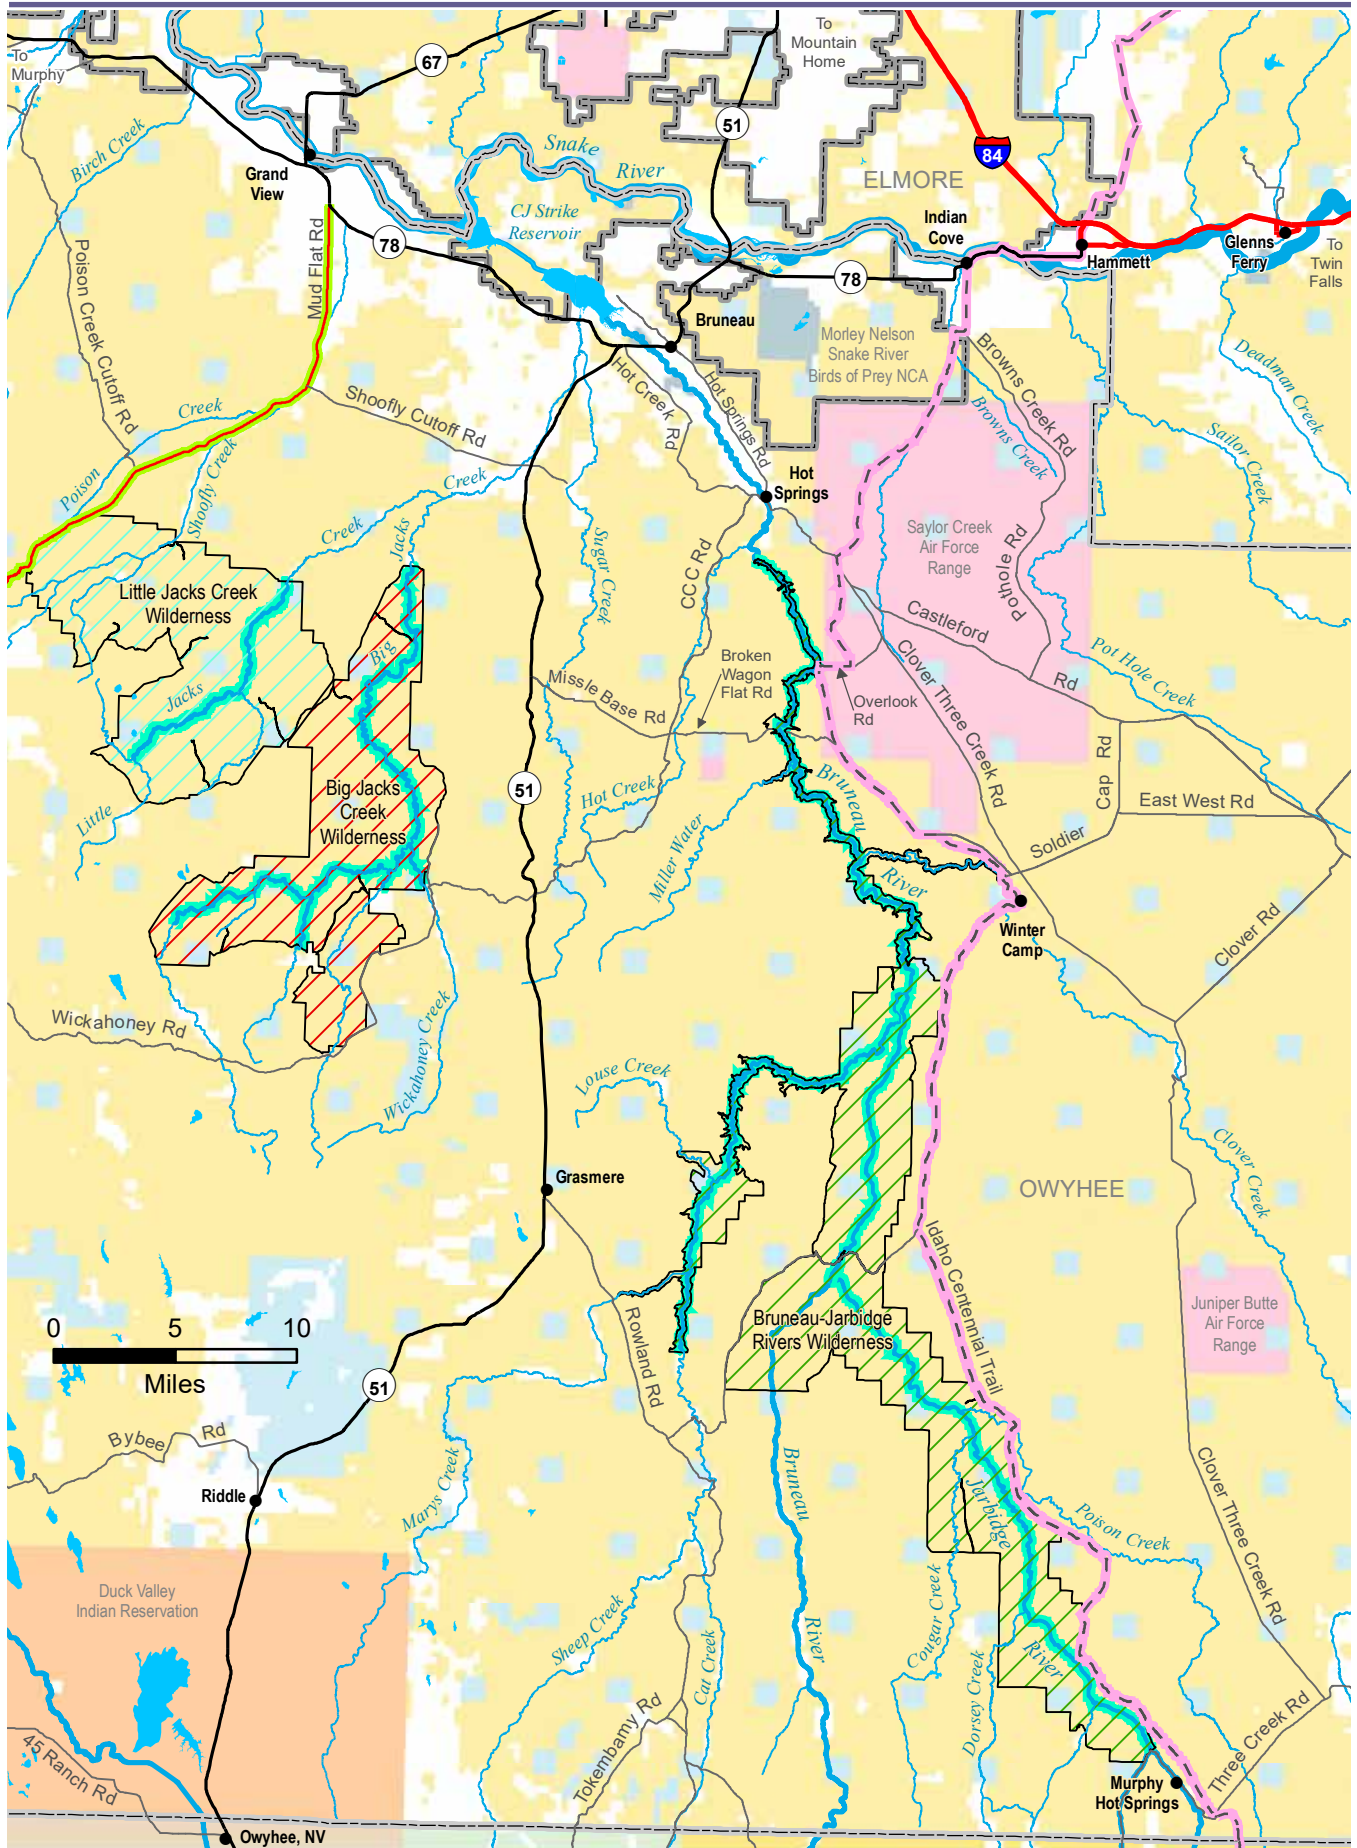 To
Murphy
67
To
Mountain
Home
51
84
ELMORE
Birch Creek
Grand
View
Snake
River
CJ Strike
Reservoir
Indian
Cove
Hammett
Glenns
Ferry
To
Twin
Falls
78
78
Mud Flat Rd
Poison Creek Cutoff Rd
Bruneau
Morley Nelson
Snake River
Birds of Prey NCA
Browns Creek Rd
Browns Creek
Deadman Creek
Sailor Creek
Hot Creek Rd
Hot Springs Rd
Shoofly Cutoff Rd
Creek
Poison
Shoofly Creek
Creek
Creek
Jacks
Hot
Springs
Saylor Creek
Air Force
Range
Pothole Rd
Sugar Creek
CCC Rd
Little Jacks Creek
Wilderness
Castleford
Rd
Pot Hole Creek
Clover Three Creek Rd
Big
Jacks
Little
Broken
Wagon
Flat Rd
Missle Base Rd
Overlook
Rd
51
Big Jacks
Creek
Wilderness
Hot Creek
Miller Water
Bruneau
River
Cap Rd
East West Rd
Soldier
Winter
Camp
Clover Rd
Wickahoney Rd
Wickahoney Creek
Louse Creek
Clover Creek
Grasmere
OWYHEE
Idaho Centennial Trail
Juniper Butte
Air Force
Range
0 5 10
Miles
Bruneau-Jarbidge
Rivers Wilderness
Rowland Rd
51
Bybee Rd
Riddle
Marys Creek
Bruneau
River
Jarbidge
River
Poison Creek
Clover Three Creek Rd
Duck Valley
Indian Reservation
Sheep Creek
Cat Creek
Cougar Creek
Dorsey Creek
Tokembamy Rd
45 Ranch Rd
Three Creek Rd
Murphy
Hot Springs
Owyhee, NV